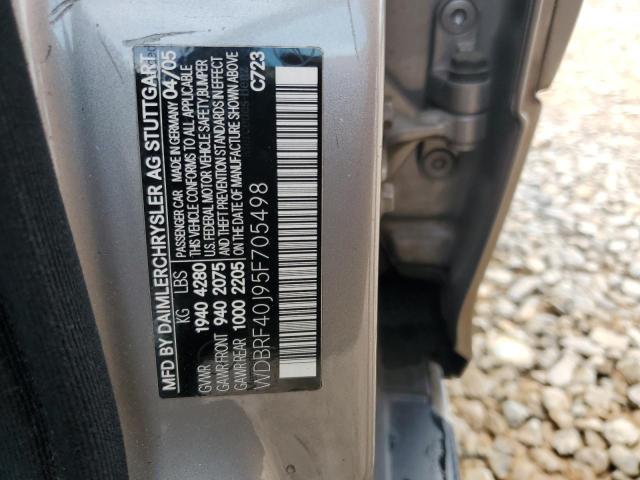 MFD BY DAIMLERCHRYSLER AG STUTTGART
PASSENGER CAR MADE IN GERMANY 04/05
KG LBS THIS VEHICLE CONFORMS TO ALL APPLICABLE
GVWR 1940 4280 U.S. FEDERAL MOTOR VEHICLE SAFETY, BUMPER
GAWR FRONT 940 2075 AND THEFT PREVENTION STANDARDS IN EFFECT
GAWR REAR 1000 2205 ON THE DATE OF MANUFACTURE SHOWN ABOVE
C723
WDBRF40J95F705498